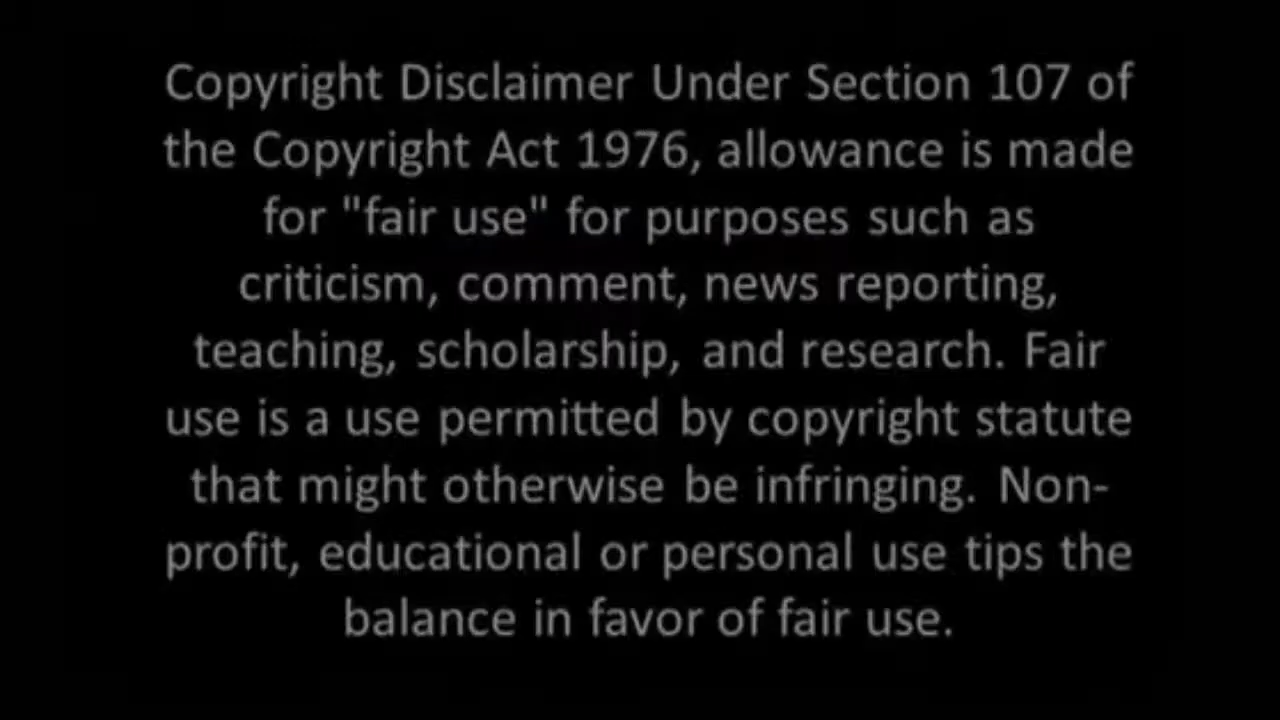 Copyright Disclaimer Under Section 107 of
the Copyright Act 1976, allowance is made
for "fair use" for purposes such as
criticism, comment, news reporting,
teaching, scholarship, and research. Fair
use is a use permitted by copyright statute
that might otherwise be infringing. Non-
profit, educational or personal use tips the
balance in favor of fair use.